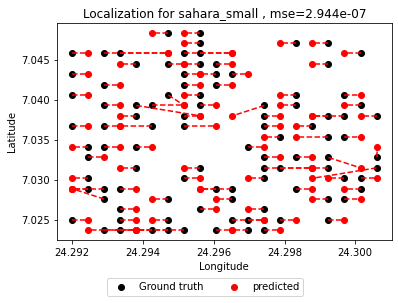 Localization for sahara_small , mse=2.944e-07
Latitude
7.045
7.040
7.035
7.030
7.025
24.292 24.294 24.296 24.298 24.300
Longitude
Ground truth predicted